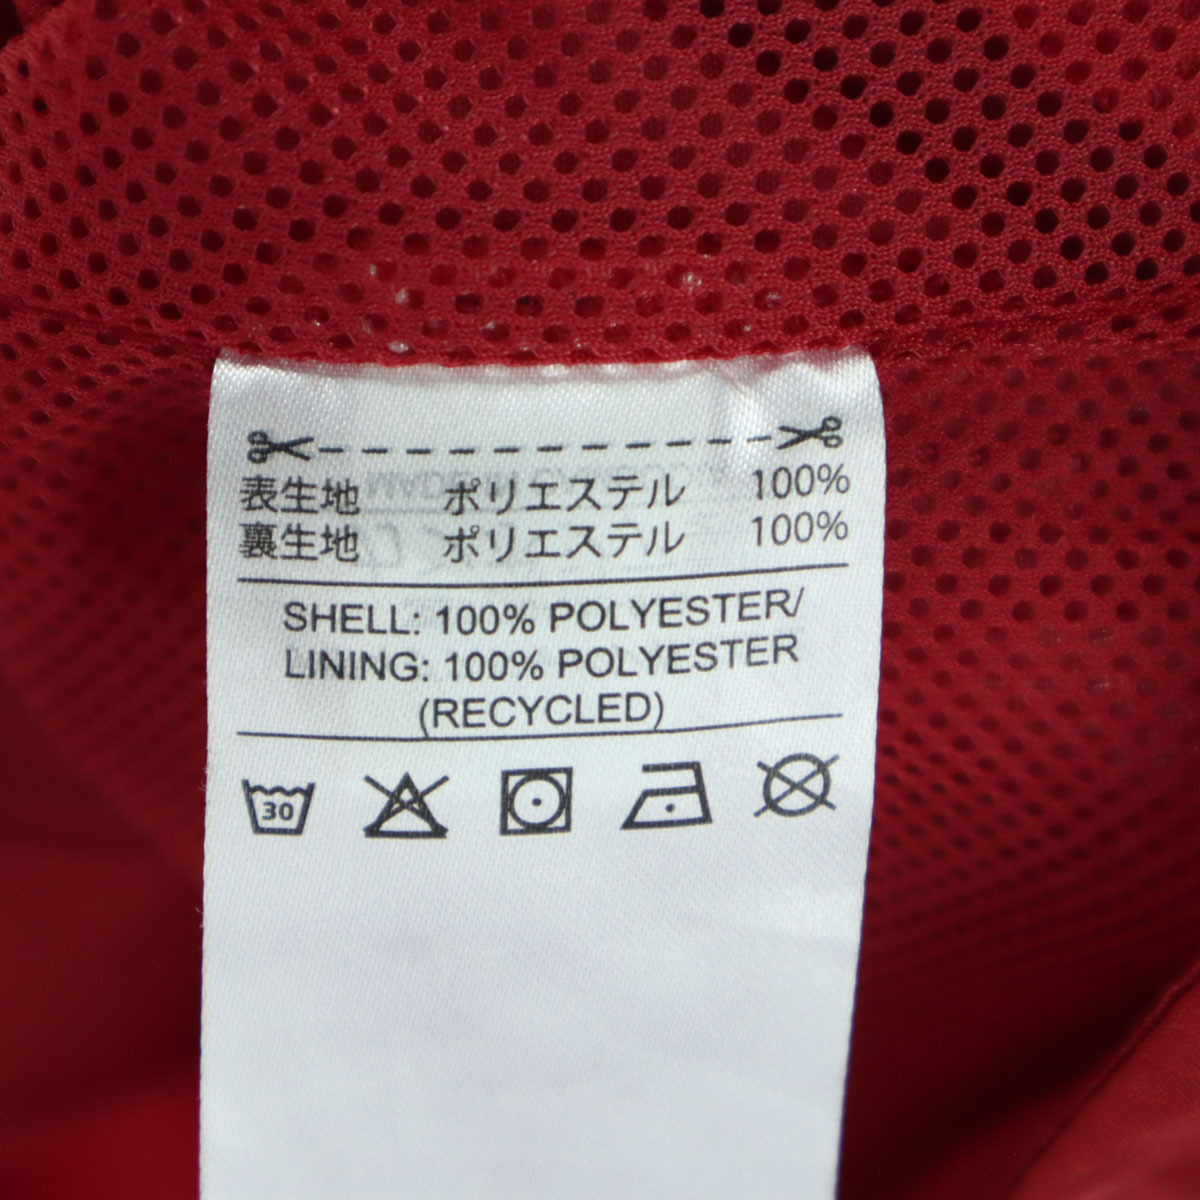 表生地 ポリエステル 100%
裏生地 ポリエステル 100%
SHELL: 100% POLYESTER/
LINING: 100% POLYESTER
(RECYCLED)
30